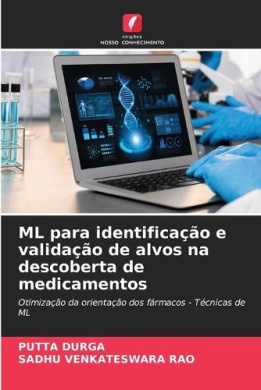 edições
NOSSO CONHECIMENTO
ML para identificação e
validação de alvos na
descoberta de
medicamentos
Otimização da orientação dos fármacos - Técnicas de
ML
PUTTA DURGA
SADHU VENKATESWARA RAO